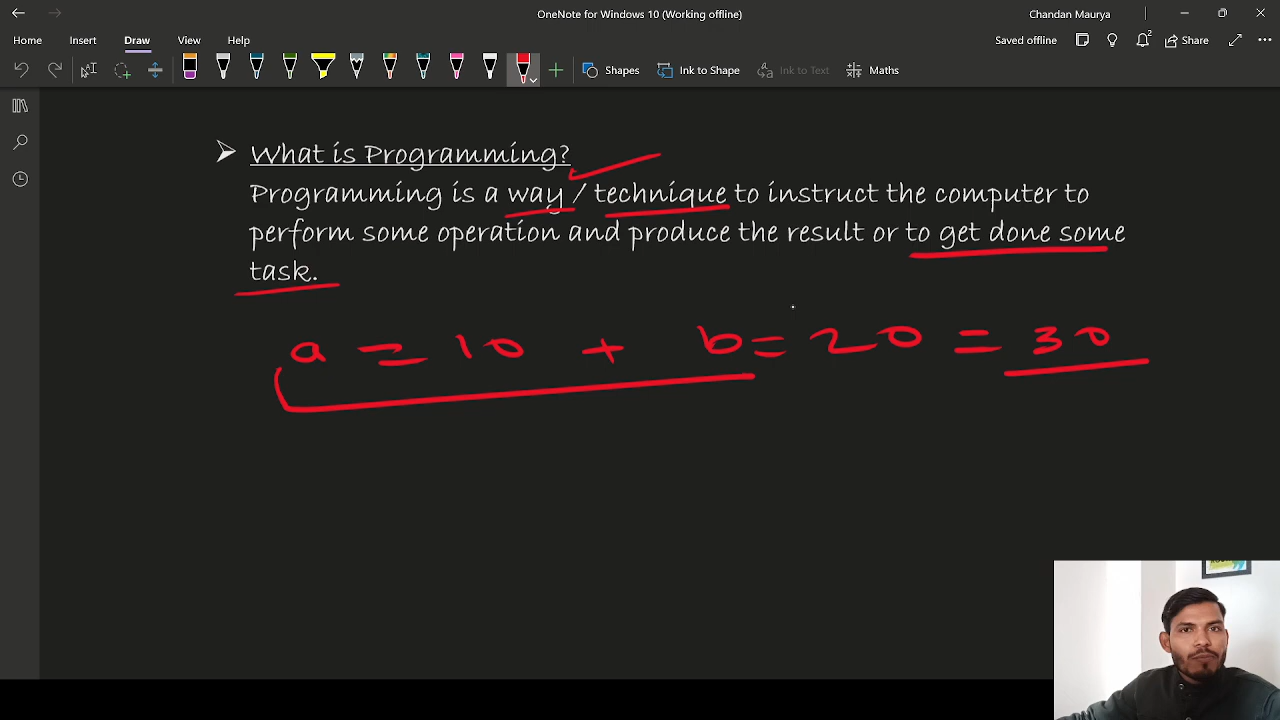 OneNote for Windows 10 (Working offline)
Chandan Maurya
Home Insert Draw View Help
Saved offline
2
Share
Shapes
Ink to Shape
Ink to Text
Maths
What is Programming?
Programming is a way / technique to instruct the computer to
perform some operation and produce the result or to get done some
task.
a = 10 + b = 20 = 30